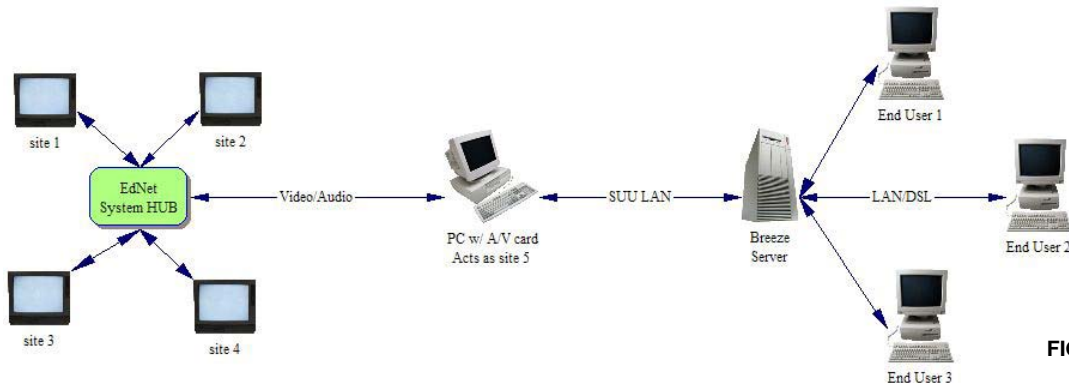 site 1
site 2
EdNet
System HUB
Video/Audio
PC w/ A/V card
Acts as site 5
SUU LAN
Breeze
Server
LAN/DSL
End User 1
End User 2
End User 3
site 3
site 4